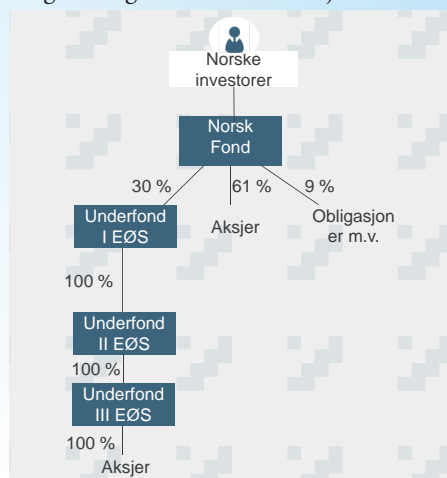 Norske
investorer
Norsk
Fond
30 %
61 %
9 %
Underfond
I EØS
Aksjer
Obligasjon
er m.v.
100 %
Underfond
II EØS
100 %
Underfond
III EØS
100 %
Aksjer